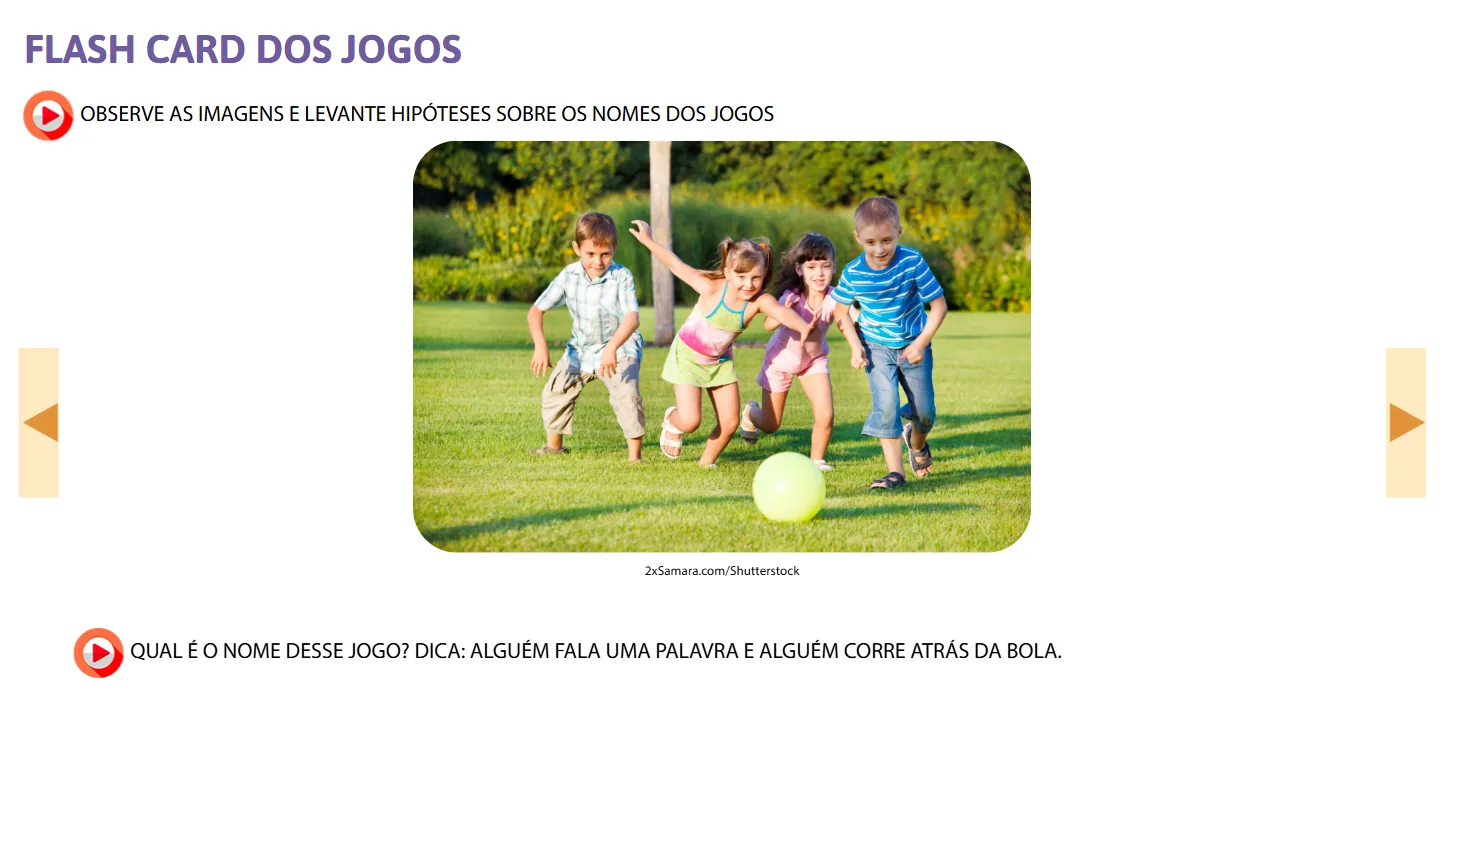 FLASH CARD DOS JOGOS
OBSERVE AS IMAGENS E LEVANTE HIPÓTESES SOBRE OS NOMES DOS JOGOS
2xSamara.com/Shutterstock
QUAL É O NOME DESSE JOGO? DICA: ALGUÉM FALA UMA PALAVRA E ALGUÉM CORRE ATRÁS DA BOLA.